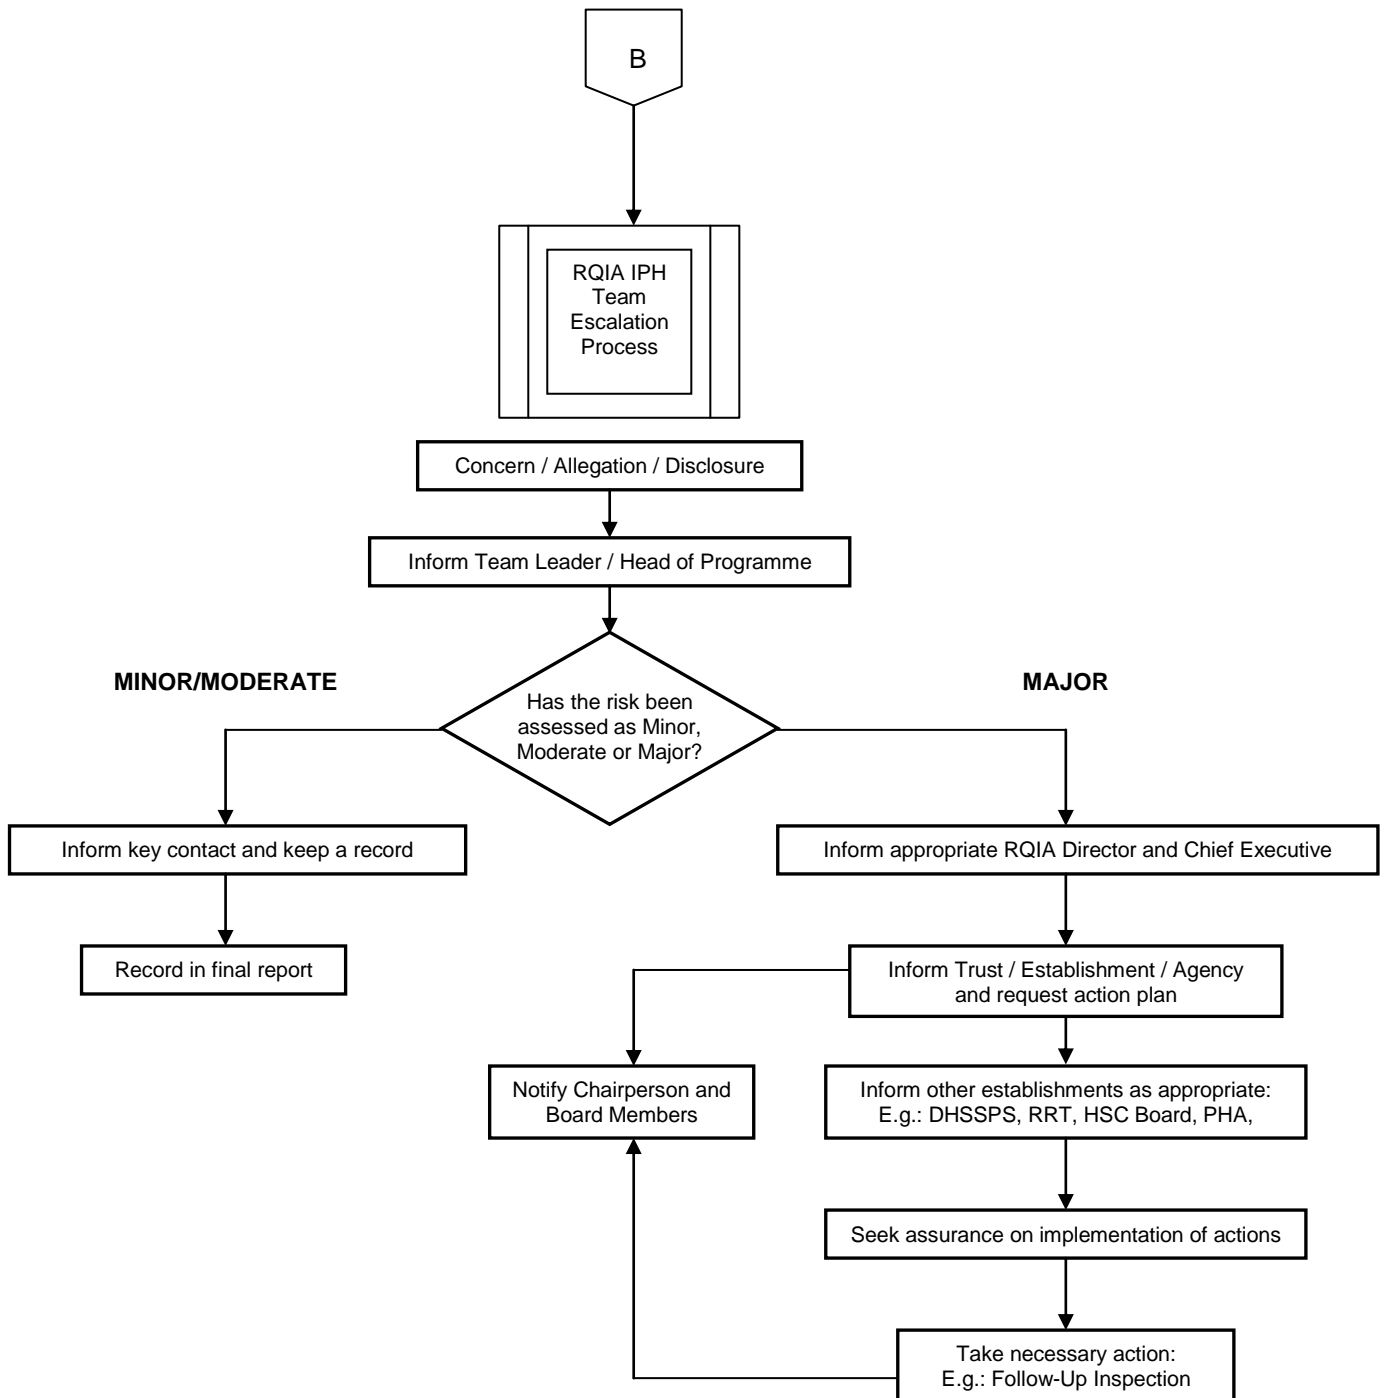 B
RQIA IPH
Team
Escalation
Process
Concern / Allegation / Disclosure
Inform Team Leader / Head of Programme
MINOR/MODERATE
MAJOR
Has the risk been
assessed as Minor,
Moderate or Major?
Inform key contact and keep a record
Inform appropriate RQIA Director and Chief Executive
Record in final report
Inform Trust / Establishment / Agency
and request action plan
Notify Chairperson and
Board Members
Inform other establishments as appropriate:
E.g.: DHSSPS, RRT, HSC Board, PHA,
Seek assurance on implementation of actions
Take necessary action:
E.g.: Follow-Up Inspection